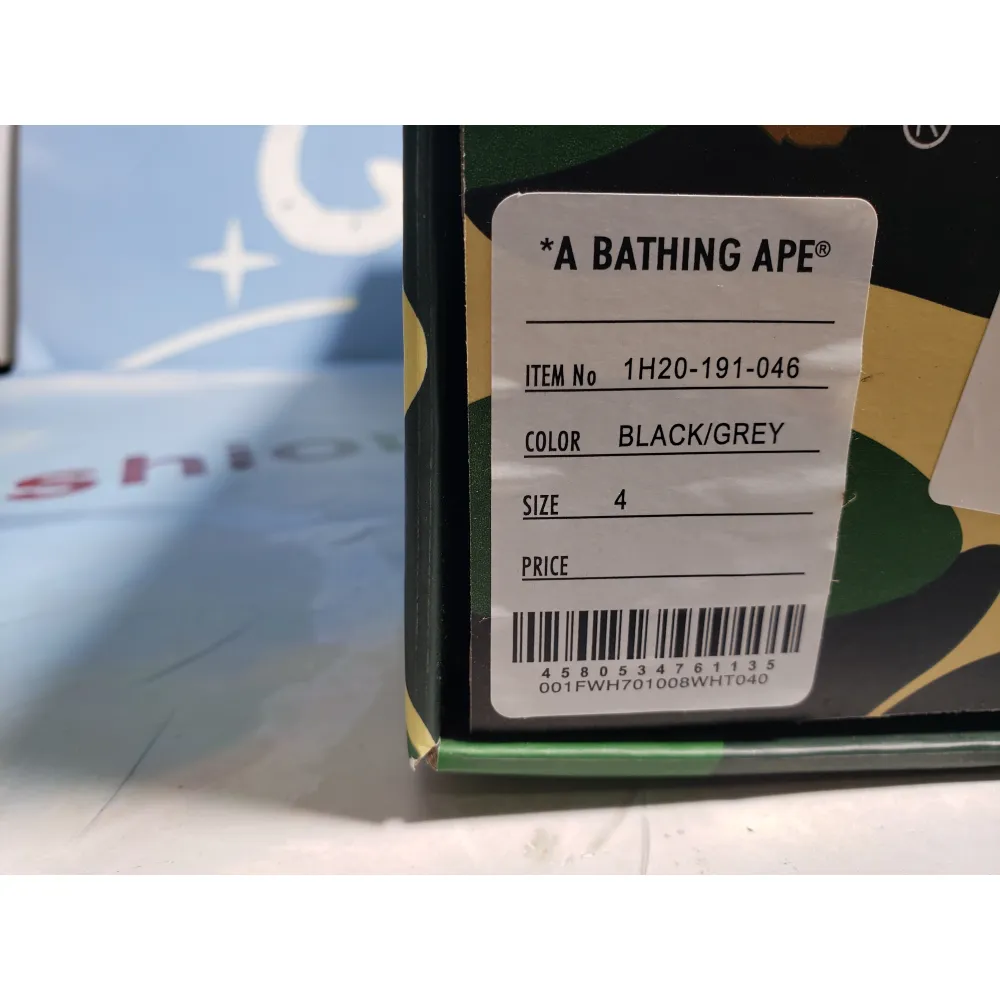 ®
*A BATHING APE®
ITEM No 1H20-191-046
COLOR BLACK/GREY
SIZE 4
PRICE
4580534761135
001FWH701008WHT040